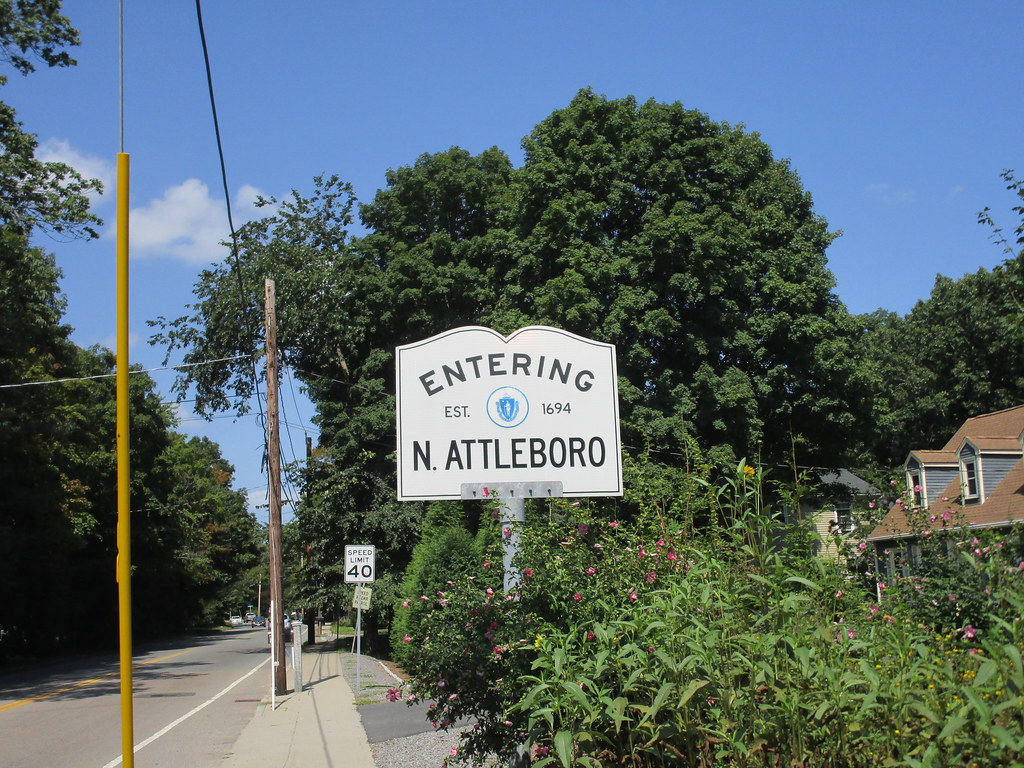 ENTERING
EST. 1694
N. ATTLEBORO
SPEED
LIMIT
40